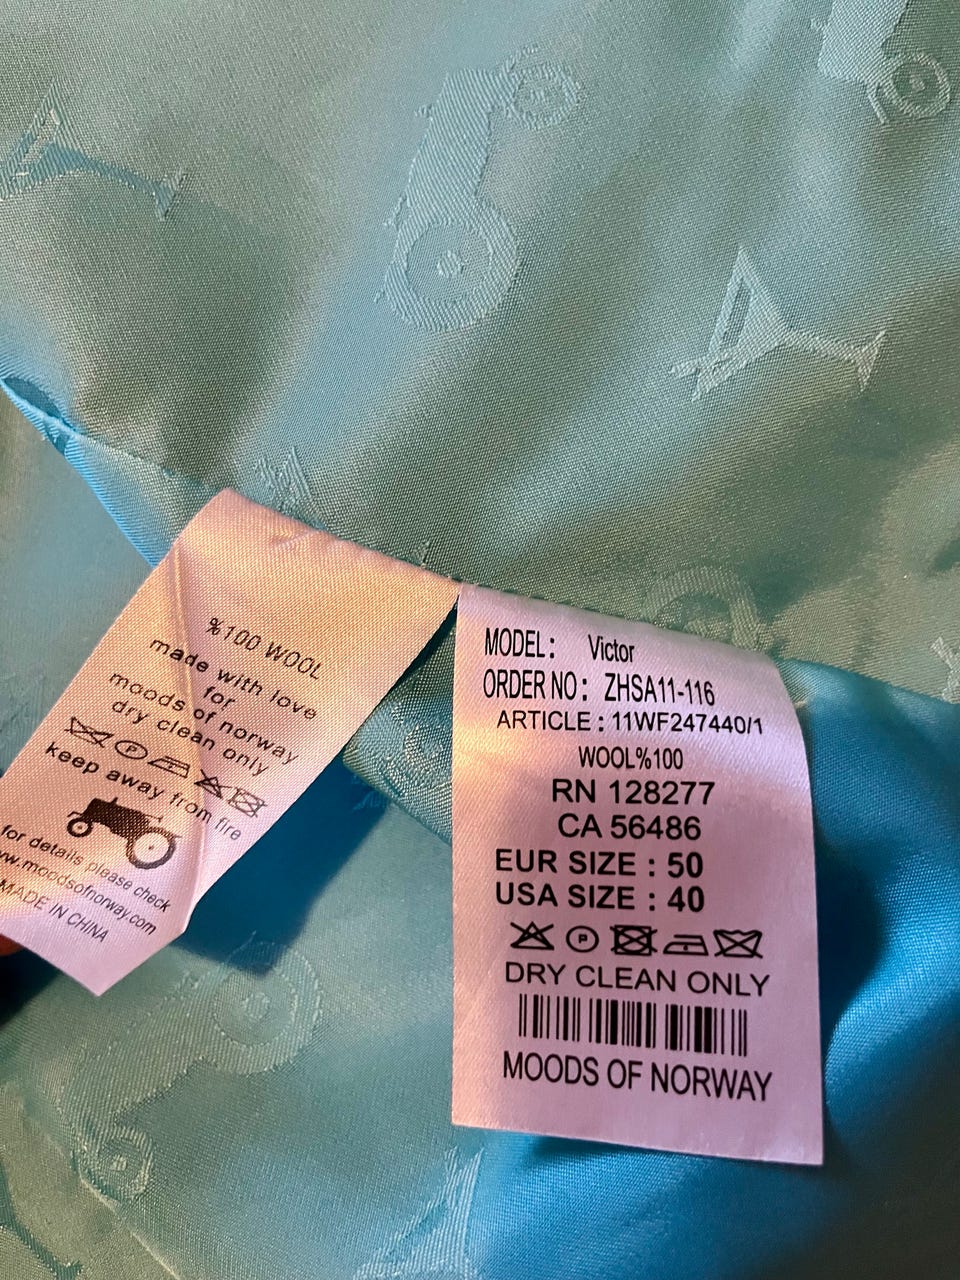 %100 WOOL
made with love
for
moods of norway
dry clean only
P
keep away from fire
for details please check
www.moodsofnorway.com
MADE IN CHINA
MODEL: Victor
ORDER NO: ZHSA11-116
ARTICLE : 11WF247440/1
WOOL%100
RN 128277
CA 56486
EUR SIZE : 50
USA SIZE : 40
P
DRY CLEAN ONLY
MOODS OF NORWAY